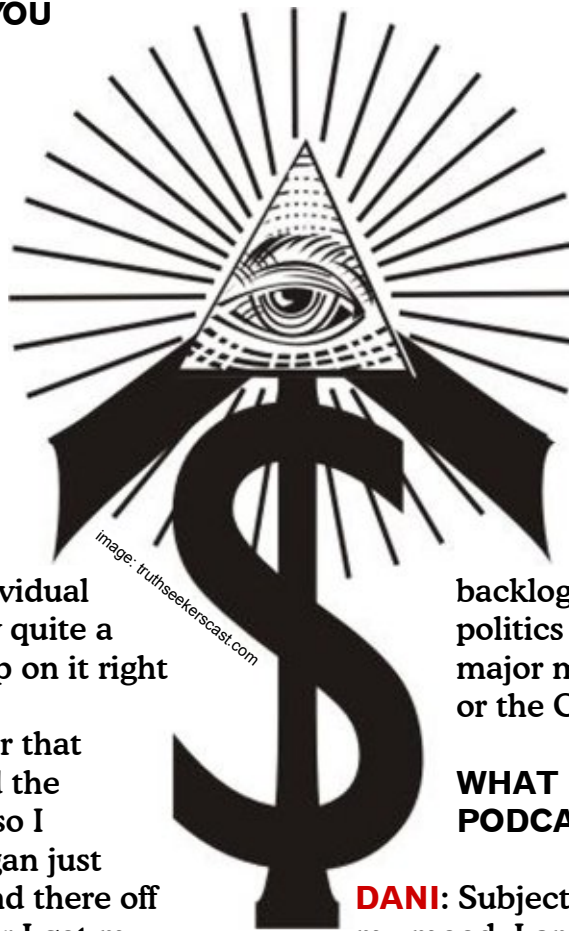 YOU
image: truthseekerscast.com
vidual
quite a
p on it right
r that
the
so I
gan just
nd there off
backlog
politics
major m
or the
WHAT
PODCA
DANI: Subject